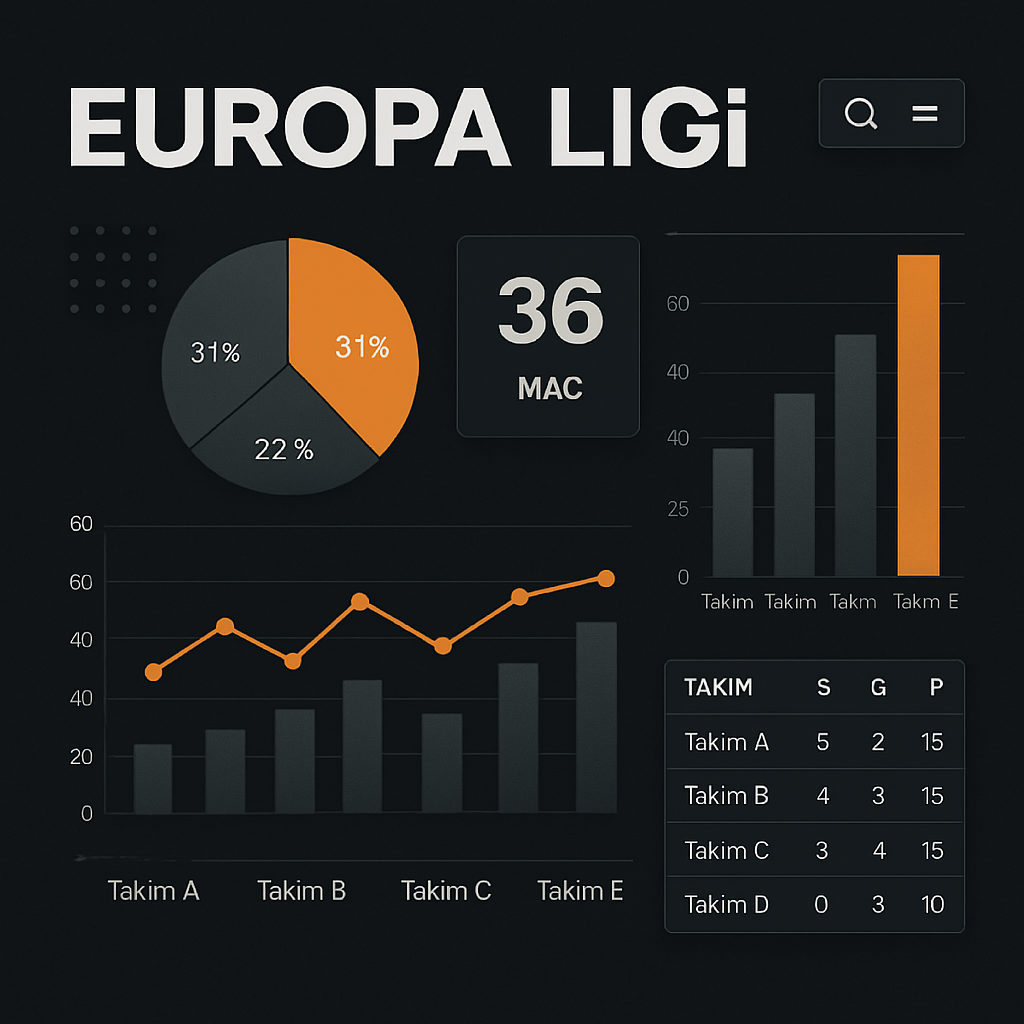 EUROPA LIGi
31%
31%
22 %
36
MAC
60
40
40
25
0
Takim Takim Takm Takm E
60
60
40
40
20
0
Takim A Takim B Takim C Takim E
TAKIM S G P
Takim A 5 2 15
Takim B 4 3 15
Takim C 3 4 15
Takim D 0 3 10